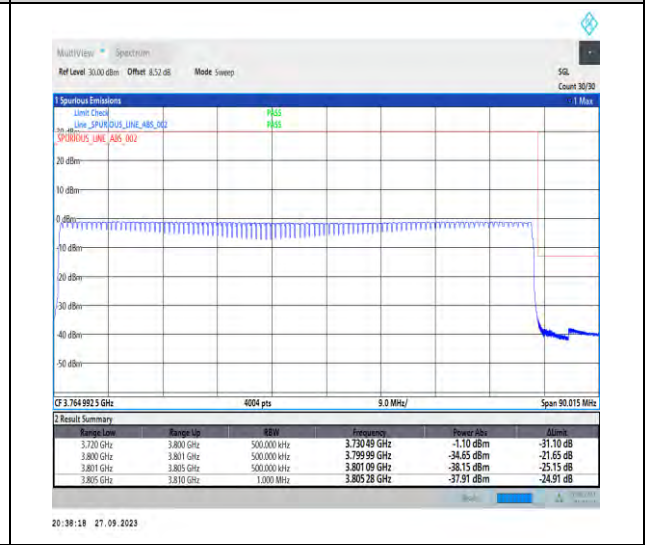 MultiView Spectrum
Ref Level 30.00 dBm Offset 8.52 dB Mode Sweep SGL
Count 30/30
1 Spurious Emissions 1 Max
Limit Check PASS
Line _SPURIOUS_LINE_ABS_002 PASS
30 dBm
_SPURIOUS_LINE_ABS_002
20 dBm
10 dBm
0 dBm
-10 dBm
-20 dBm
-30 dBm
-40 dBm
-50 dBm
CF 3.764 992 5 GHz 4004 pts 9.0 MHz/ Span 90.015 MHz
2 Result Summary
Range Low Range Up RBW Frequency Power Abs ΔLimit
3.720 GHz 3.800 GHz 500.000 kHz 3.730 49 GHz -1.10 dBm -31.10 dB
3.800 GHz 3.801 GHz 500.000 kHz 3.799 99 GHz -34.65 dBm -21.65 dB
3.801 GHz 3.805 GHz 500.000 kHz 3.801 09 GHz -38.15 dBm -25.15 dB
3.805 GHz 3.810 GHz 1.000 MHz 3.805 28 GHz -37.91 dBm -24.91 dB
20:38:18 27.09.2023